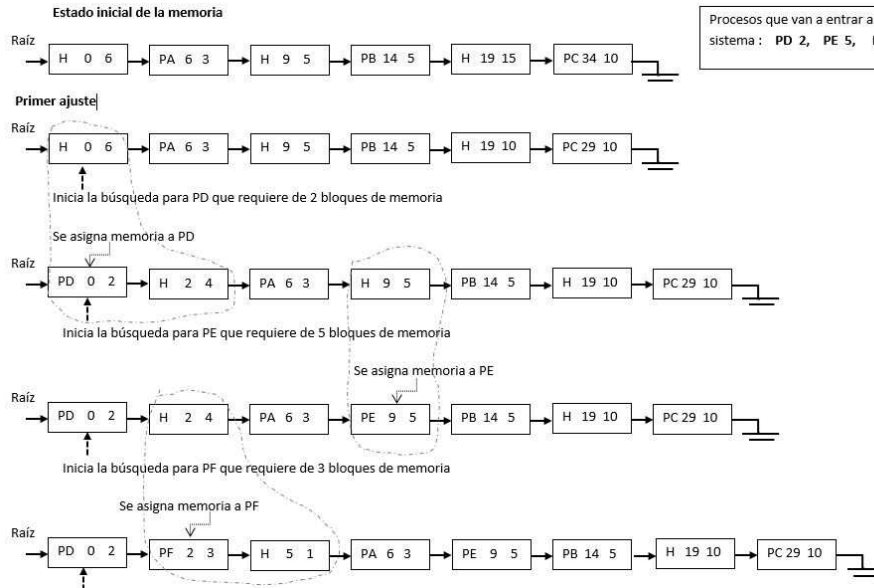 Estado inicial de la memoria
Procesos que van a entrar a
sistema : PD 2, PE 5,
Raíz
H 0 6 PA 6 3 H 9 5 PB 14 5 H 19 15 PC 34 10
Primer ajuste
Raíz
H 0 6 PA 6 3 H 9 5 PB 14 5 H 19 10 PC 29 10
Inicia la búsqueda para PD que requiere de 2 bloques de memoria
Se asigna memoria a PD
Raíz
PD 0 2 H 2 4 PA 6 3 H 9 5 PB 14 5 H 19 10 PC 29 10
Inicia la búsqueda para PE que requiere de 5 bloques de memoria
Se asigna memoria a PE
Raíz
PD 0 2 H 2 4 PA 6 3 PE 9 5 PB 14 5 H 19 10 PC 29 10
Inicia la búsqueda para PF que requiere de 3 bloques de memoria
Se asigna memoria a PF
Raíz
PD 0 2 PF 2 3 H 5 1 PA 6 3 PE 9 5 PB 14 5 H 19 10 PC 29 10